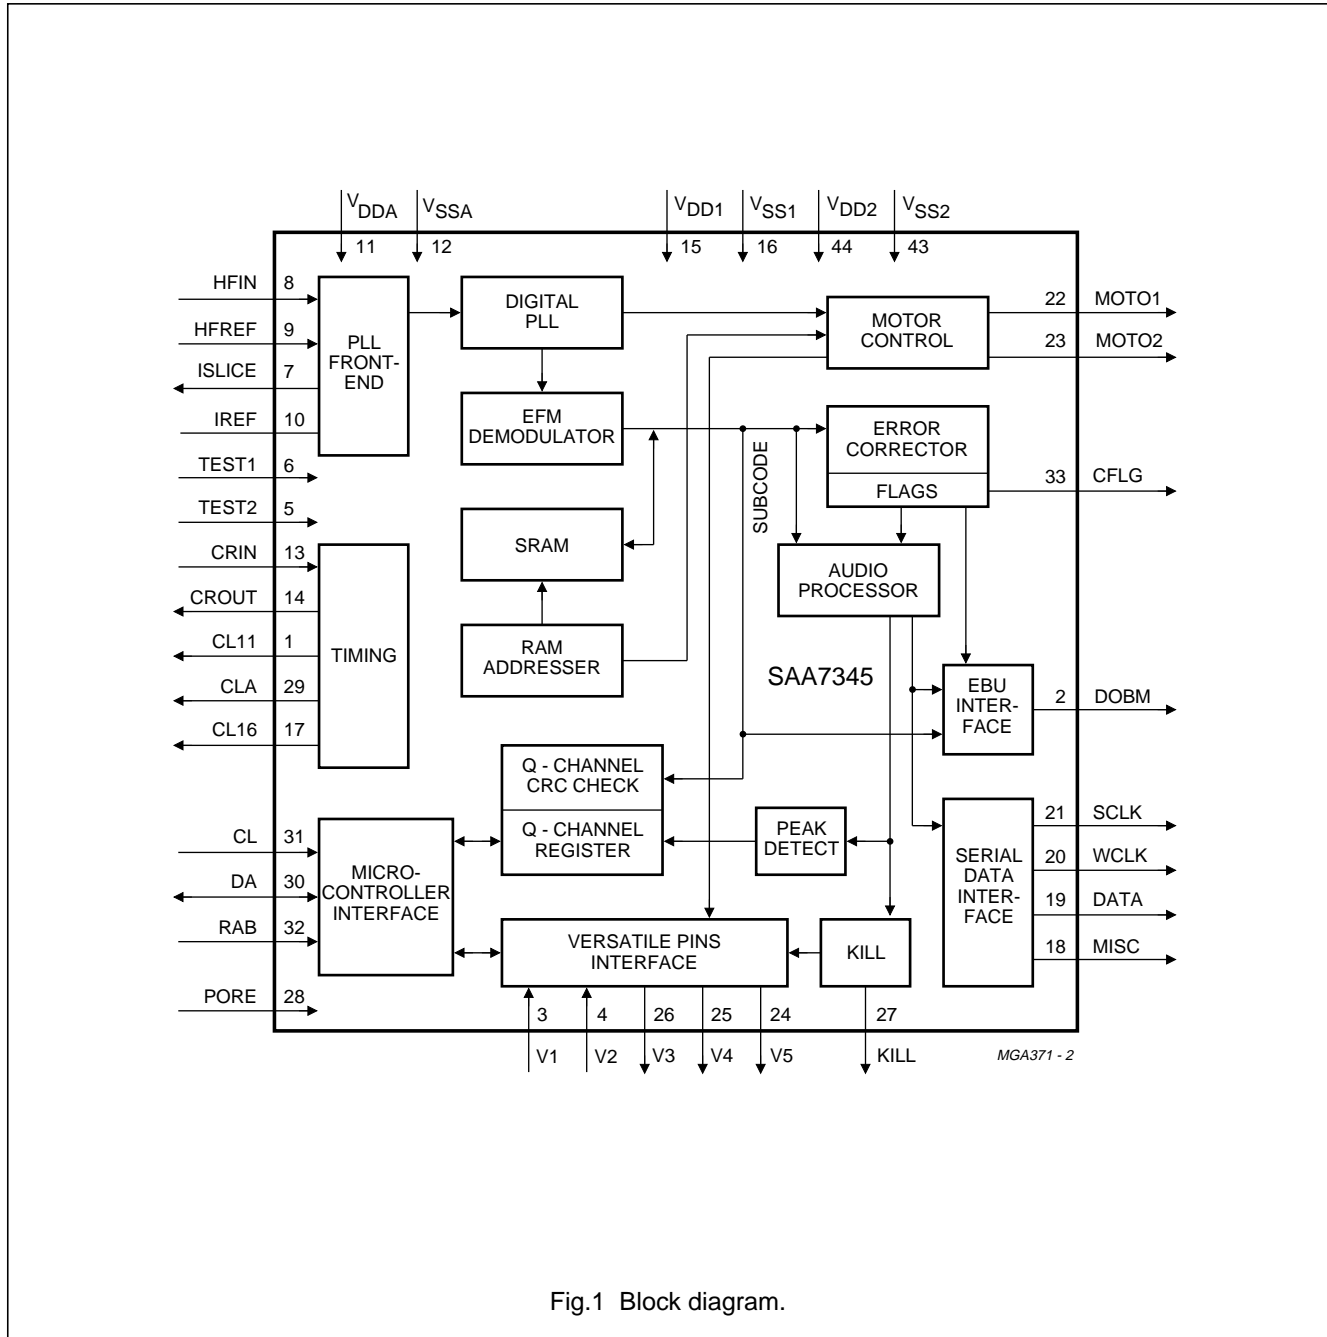 VDDA
VSSA
VDD1
VSS1
VDD2
VSS2
11
12
15
16
44
43
HFIN 8
HFREF 9
ISLICE 7
IREF 10
TEST1 6
TEST2 5
CRIN 13
CROUT 14
CL11 1
CLA 29
CL16 17
CL 31
DA 30
RAB 32
PORE 28
PLL
FRONT-
END
DIGITAL
PLL
MOTOR
CONTROL
22 MOTO1
23 MOTO2
EFM
DEMODULATOR
SUBCODE
ERROR
CORRECTOR
FLAGS
33 CFLG
SRAM
AUDIO
PROCESSOR
TIMING
RAM
ADDRESSER
SAA7345
EBU
INTER-
FACE
2 DOBM
Q - CHANNEL
CRC CHECK
Q - CHANNEL
REGISTER
PEAK
DETECT
SERIAL
DATA
INTER-
FACE
21 SCLK
20 WCLK
19 DATA
18 MISC
MICRO-
CONTROLLER
INTERFACE
VERSATILE PINS
INTERFACE
KILL
3
4
26
25
24
27
V1
V2
V3
V4
V5
KILL
MGA371 - 2
Fig.1 Block diagram.